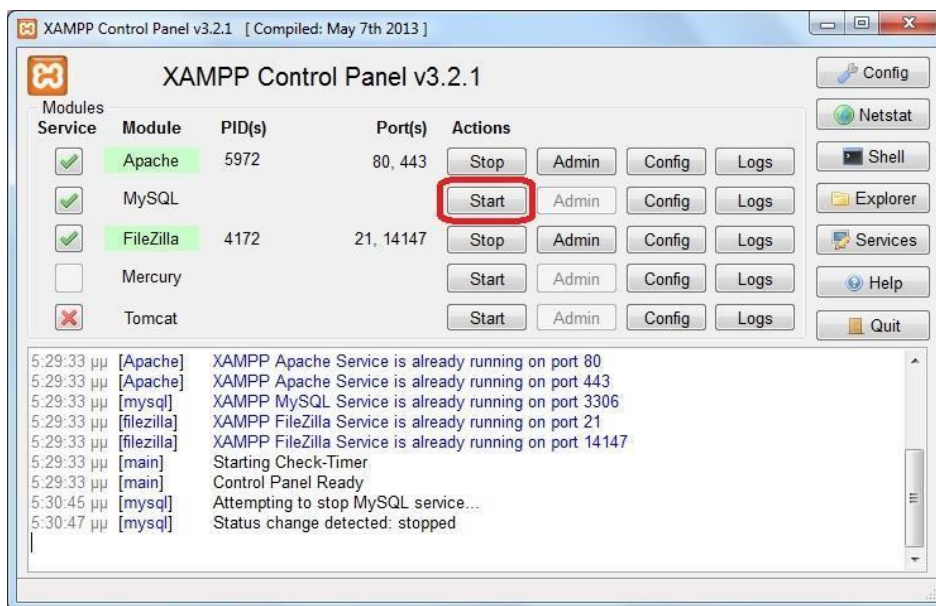 XAMPP Control Panel v3.2.1 [ Compiled: May 7th 2013 ]
XAMPP Control Panel v3.2.1
Config
Modules
Netstat
Service Module PID(s) Port(s) Actions
Apache 5972 80, 443 Stop Admin Config Logs
Shell
MySQL Start Admin Config Logs
Explorer
FileZilla 4172 21, 14147 Stop Admin Config Logs
Services
Mercury Start Admin Config Logs
Help
Tomcat Start Admin Config Logs
Quit
5:29:33 μμ [Apache] XAMPP Apache Service is already running on port 80
5:29:33 μμ [Apache] XAMPP Apache Service is already running on port 443
5:29:33 μμ [mysql] XAMPP MySQL Service is already running on port 3306
5:29:33 μμ [filezilla] XAMPP FileZilla Service is already running on port 21
5:29:33 μμ [filezilla] XAMPP FileZilla Service is already running on port 14147
5:29:33 μμ [main] Starting Check-Timer
5:29:33 μμ [main] Control Panel Ready
5:30:45 μμ [mysql] Attempting to stop MySQL service...
5:30:47 μμ [mysql] Status change detected: stopped